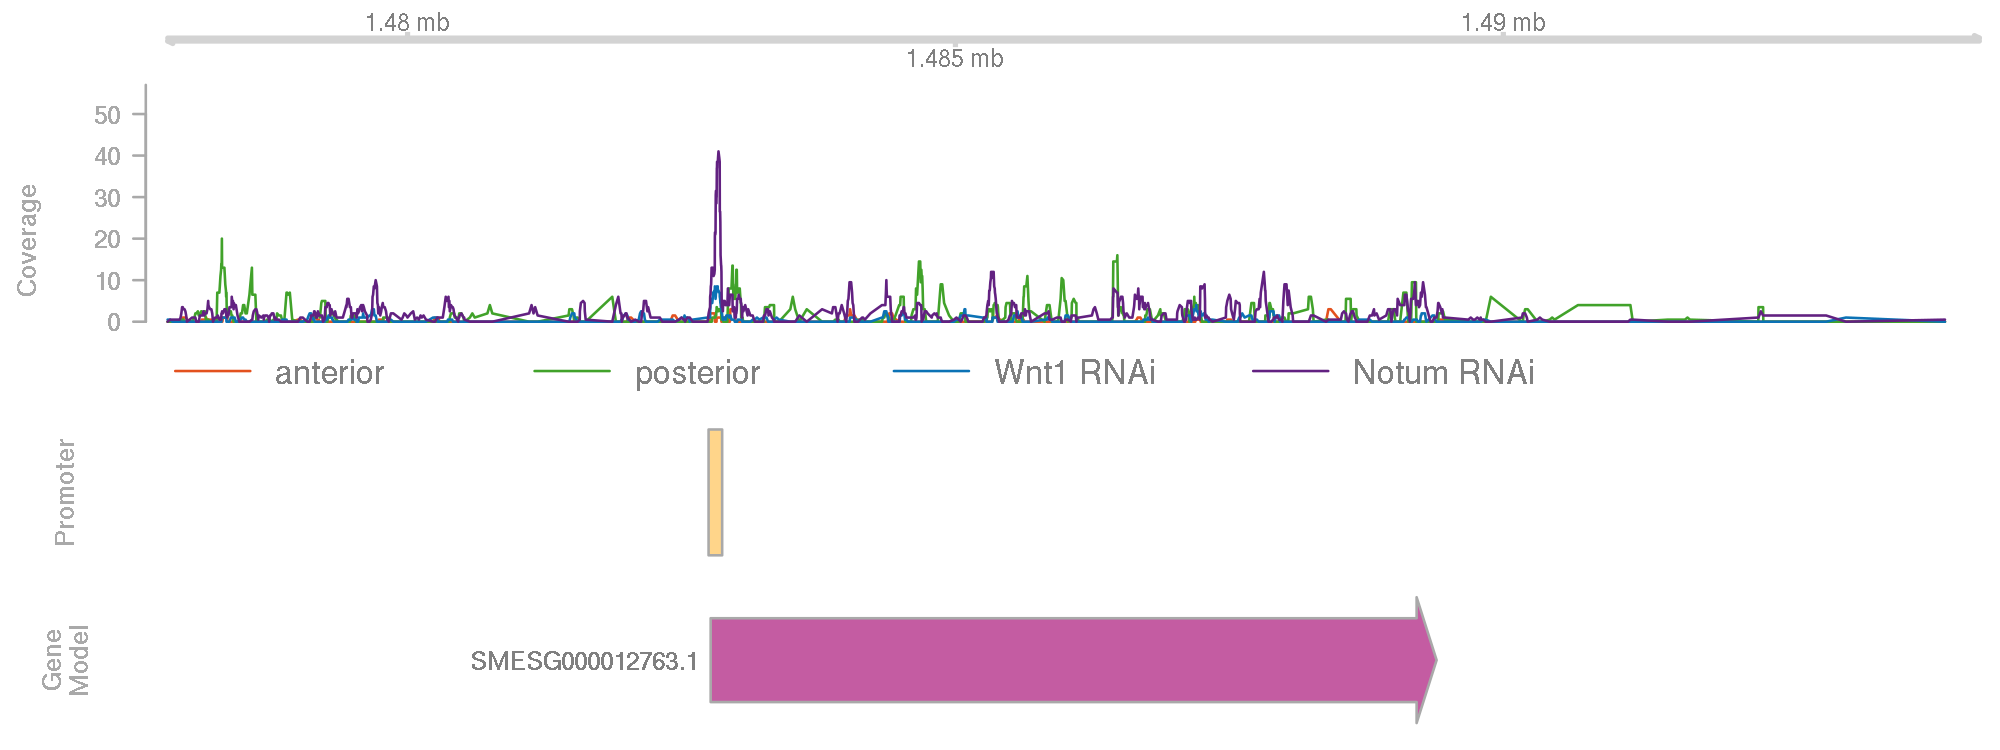 1.48 mb
1.49 mb
1.485 mb
Coverage
50
40
30
20
10
0
anterior posterior Wnt1 RNAi Notum RNAi
Promoter
Gene
Model
SMESG000012763.1